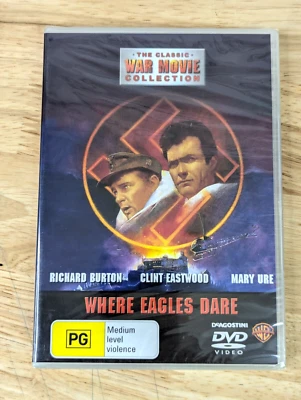 THE CLASSIC
WAR MOVIE
COLLECTION
RICHARD BURTON CLINT EASTWOOD MARY URE
WHERE EAGLES DARE
PG
Medium
level
violence
DeAGOSTINI
DVD
VIDEO
WB